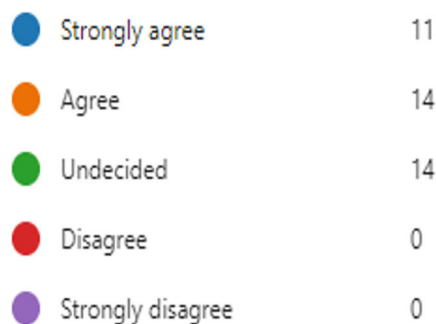 Strongly agree 11
Agree 14
Undecided 14
Disagree 0
Strongly disagree 0